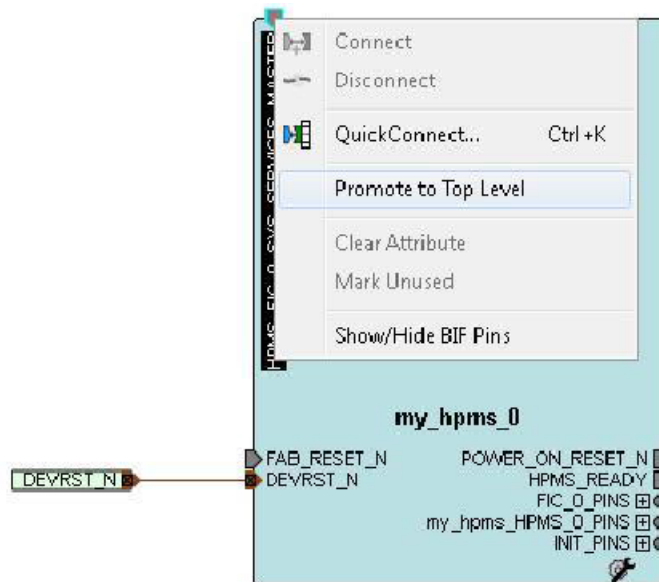 Connect
Disconnect
QuickConnect... Ctrl+K
Promote to Top Level
Clear Attribute
Mark Unused
Show/Hide BIF Pins
my_hpms_0
FAB_RESET_N POWER_ON_RESET_N
DEVRST_N DEVRST_N HPMS_READY
FIC_0_PINS
my_hpms_HPMS_0_PINS
INIT_PINS